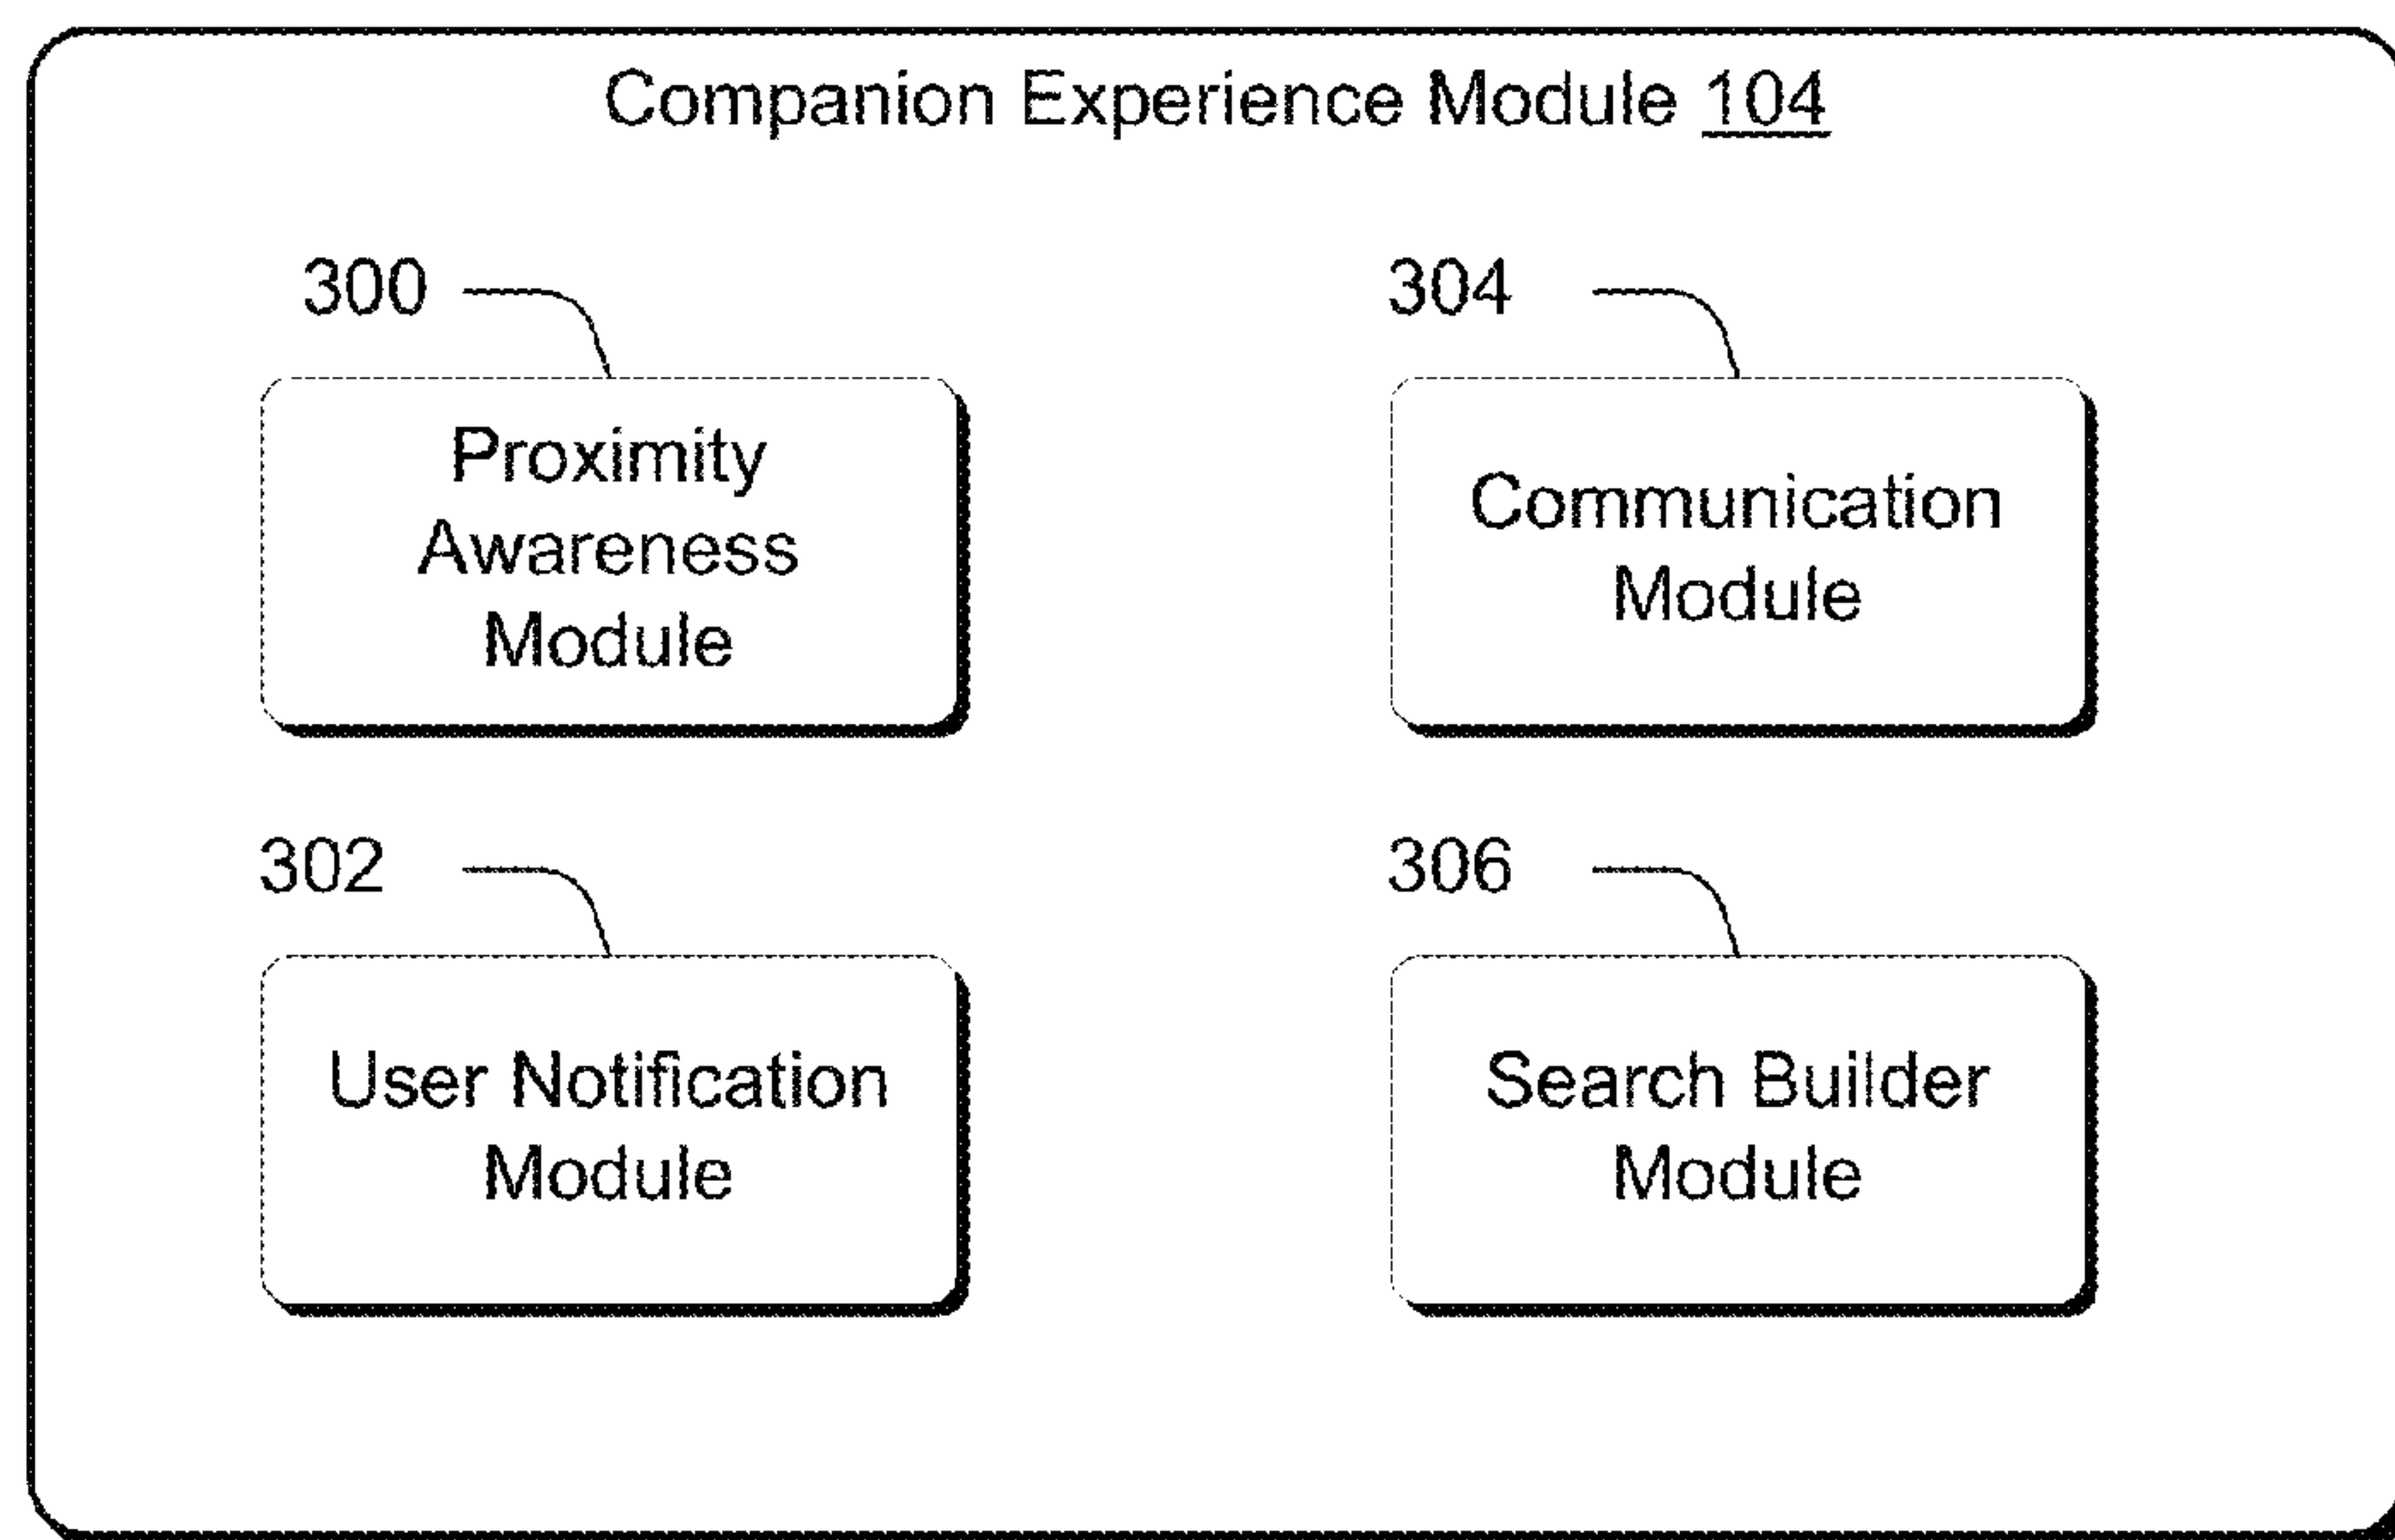 Companion Experience Module 104
300
Proximity
Awareness
Module
304
Communication
Module
302
User Notification
Module
306
Search Builder
Module